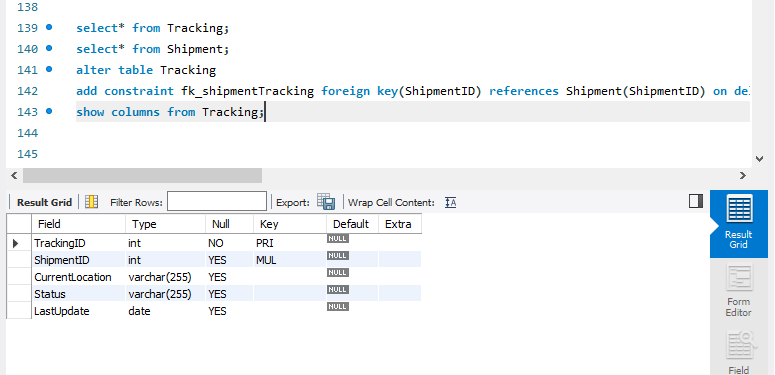 138
139 select* from Tracking;
140 select* from Shipment;
141 alter table Tracking
142 add constraint fk_shipmentTracking foreign key(ShipmentID) references Shipment(ShipmentID) on del
143 show columns from Tracking;
144
145
Result Grid Filter Rows: Export: Wrap Cell Content:
Field Type Null Key Default Extra
TrackingID int NO PRI NULL
ShipmentID int YES MUL NULL
CurrentLocation varchar(255) YES NULL
Status varchar(255) YES NULL
LastUpdate date YES NULL
Result
Grid
Form
Editor
Field